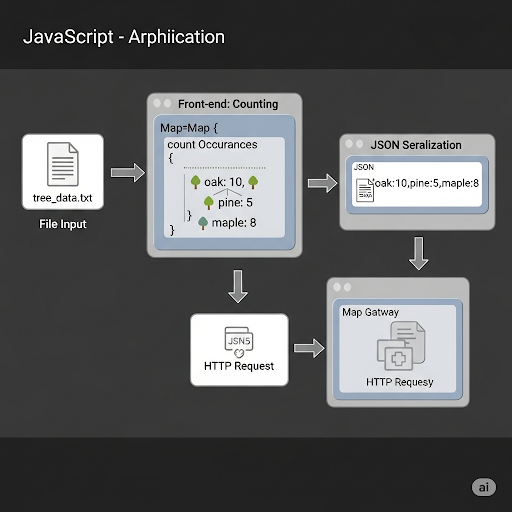 JavaScript - Arphiication
Front-end: Counting
Map=Map {
count Occurances
{
oak: 10,
pine: 5
}
maple: 8
}
tree_data.txt
File Input
JSON Seralization
JSON
oak:10,pine:5,maple:8
JSN5
HTTP Request
Map Gatway
HTTP Requesy
ai